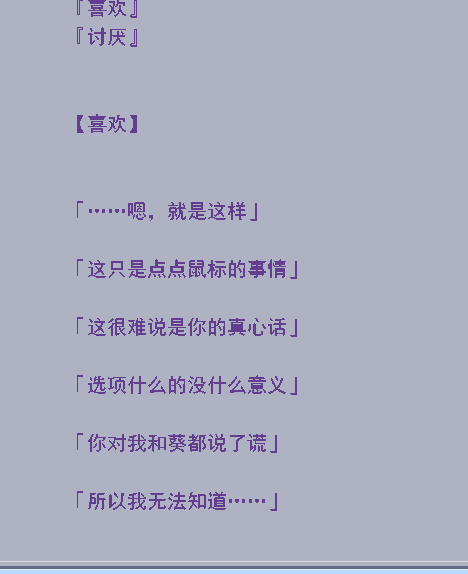 『喜欢』
『讨厌』
【喜欢】
「……嗯，就是这样」
「这只是点点鼠标的事情」
「这很难说是你的真心话」
「选项什么的没什么意义」
「你对我和葵都说了谎」
「所以我无法知道……」